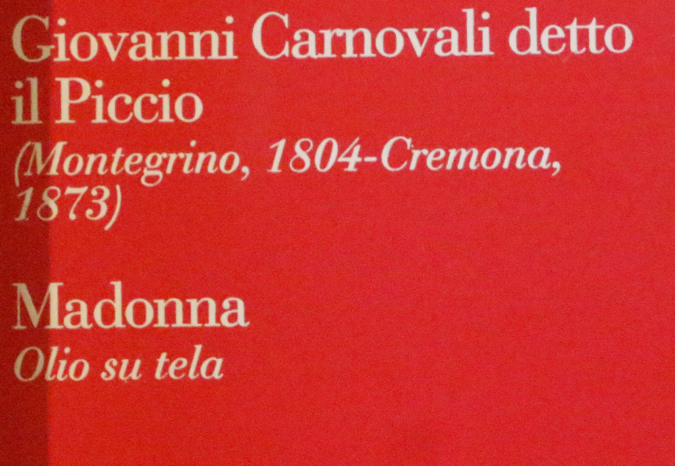 Giovanni Carnovali detto
il Piccio
(Montegrino, 1804-Cremona,
1873)
Madonna
Olio su tela